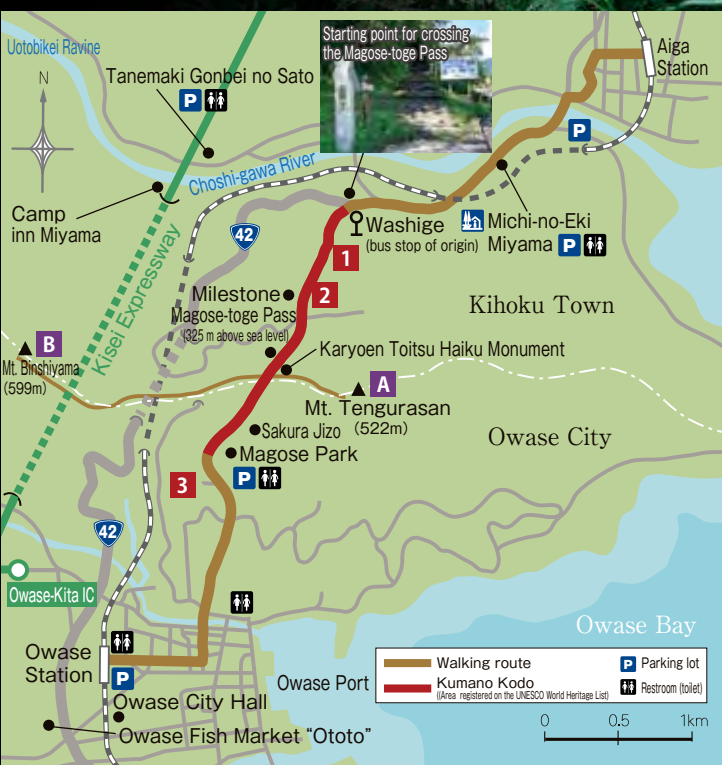 Uotobikei Ravine
N
Tanemaki Gonbei no Sato
P
Starting point for crossing
the Magose-toge Pass
Aiga
Station
P
Choshi-gawa River
Camp
inn Miyama
42
Washige
(bus stop of origin)
Michi-no-Eki
Miyama P
1
Kisei Expressway
Milestone
2
Magose-toge Pass
(325 m above sea level)
Kihoku Town
Karyoen Toitsu Haiku Monument
B
Mt. Binshiyama
(599m)
A
Mt. Tengurasan
(522m)
Owase City
Sakura Jizo
Magose Park
P
3
42
Owase-Kita IC
Owase Bay
Owase
Station
P
Owase Port
Owase City Hall
Owase Fish Market "Ototo"
Walking route
Kumano Kodo
((Area registered on the UNESCO World Heritage List)
P Parking lot
Restroom (toilet)
0 0.5 1km